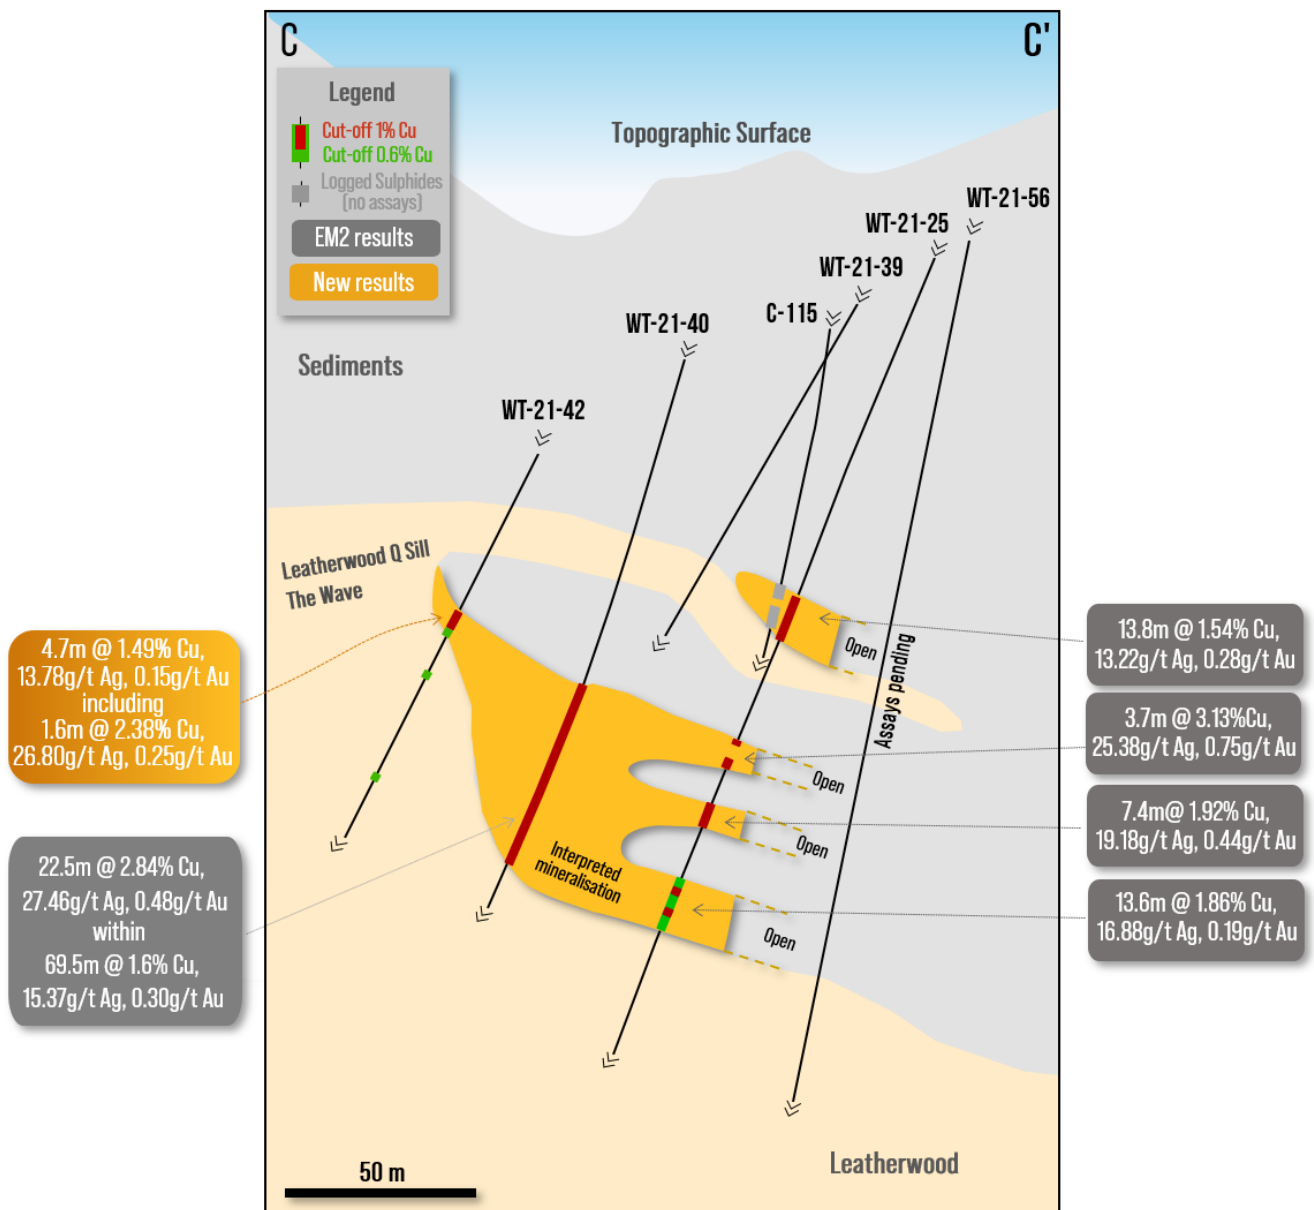 C
C'
Legend
Cut-off 1% Cu
Cut-off 0.6% Cu
Logged Sulphides
(no assays)
EM2 results
New results
Topographic Surface
WT-21-56
WT-21-25
WT-21-39
C-115
WT-21-40
WT-21-42
Sediments
Leatherwood Q Sill
The Wave
4.7m @ 1.49% Cu,
13.78g/t Ag, 0.15g/t Au
including
1.6m @ 2.38% Cu,
26.80g/t Ag, 0.25g/t Au
22.5m @ 2.84% Cu,
27.46g/t Ag, 0.48g/t Au
within
69.5m @ 1.6% Cu,
15.37g/t Ag, 0.30g/t Au
13.8m @ 1.54% Cu,
13.22g/t Ag, 0.28g/t Au
3.7m @ 3.13%Cu,
25.38g/t Ag, 0.75g/t Au
7.4m@ 1.92% Cu,
19.18g/t Ag, 0.44g/t Au
13.6m @ 1.86% Cu,
16.88g/t Ag, 0.19g/t Au
Open
Assays pending
Open
Open
Open
Interpreted
mineralisation
Leatherwood
50 m